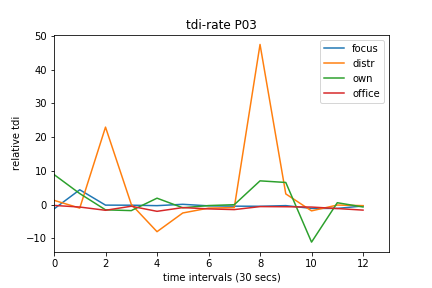 tdi-rate P03
relative tdi
50
40
30
20
10
0
−10
focus
distr
own
office
0 2 4 6 8 10 12
time intervals (30 secs)